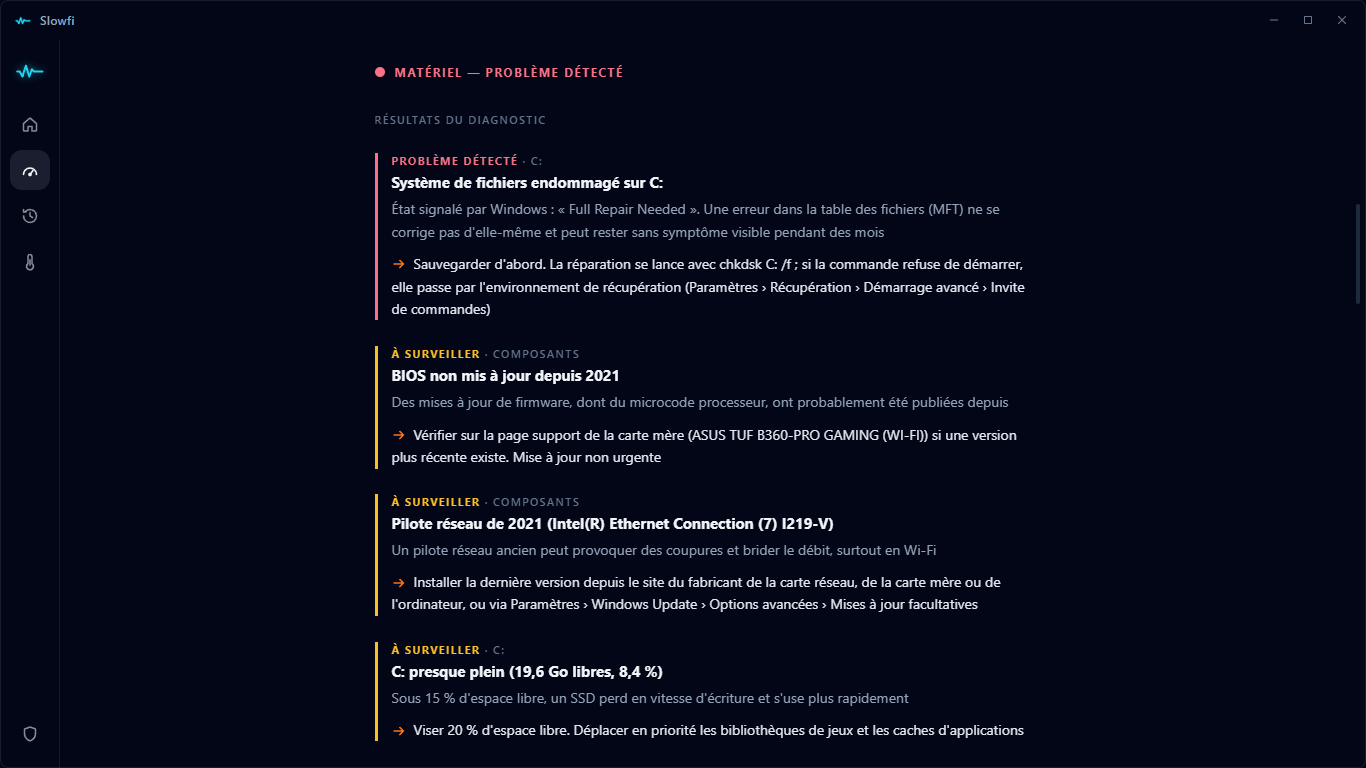 Slowfi
MATÉRIEL — PROBLÈME DÉTECTÉ
RÉSULTATS DU DIAGNOSTIC
PROBLÈME DÉTECTÉ · C:
Système de fichiers endommagé sur C:
État signalé par Windows : « Full Repair Needed ». Une erreur dans la table des fichiers (MFT) ne se
corrige pas d'elle-même et peut rester sans symptôme visible pendant des mois
→ Sauvegarder d'abord. La réparation se lance avec chkdsk C: /f ; si la commande refuse de démarrer,
elle passe par l'environnement de récupération (Paramètres › Récupération › Démarrage avancé › Invite
de commandes)
À SURVEILLER · COMPOSANTS
BIOS non mis à jour depuis 2021
Des mises à jour de firmware, dont du microcode processeur, ont probablement été publiées depuis
→ Vérifier sur la page support de la carte mère (ASUS TUF B360-PRO GAMING (WI-FI)) si une version
plus récente existe. Mise à jour non urgente
À SURVEILLER · COMPOSANTS
Pilote réseau de 2021 (Intel(R) Ethernet Connection (7) I219-V)
Un pilote réseau ancien peut provoquer des coupures et brider le débit, surtout en Wi-Fi
→ Installer la dernière version depuis le site du fabricant de la carte réseau, de la carte mère ou de
l'ordinateur, ou via Paramètres › Windows Update › Options avancées › Mises à jour facultatives
À SURVEILLER · C:
C: presque plein (19,6 Go libres, 8,4 %)
Sous 15 % d'espace libre, un SSD perd en vitesse d'écriture et s'use plus rapidement
→ Viser 20 % d'espace libre. Déplacer en priorité les bibliothèques de jeux et les caches d'applications